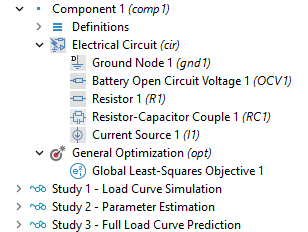 Component 1 (comp1)
Definitions
Electrical Circuit (cir)
Ground Node 1 (gnd1)
Battery Open Circuit Voltage 1 (OCV1)
Resistor 1 (R1)
Resistor-Capacitor Couple 1 (RC1)
Current Source 1 (I1)
General Optimization (opt)
Global Least-Squares Objective 1
Study 1 - Load Curve Simulation
Study 2 - Parameter Estimation
Study 3 - Full Load Curve Prediction